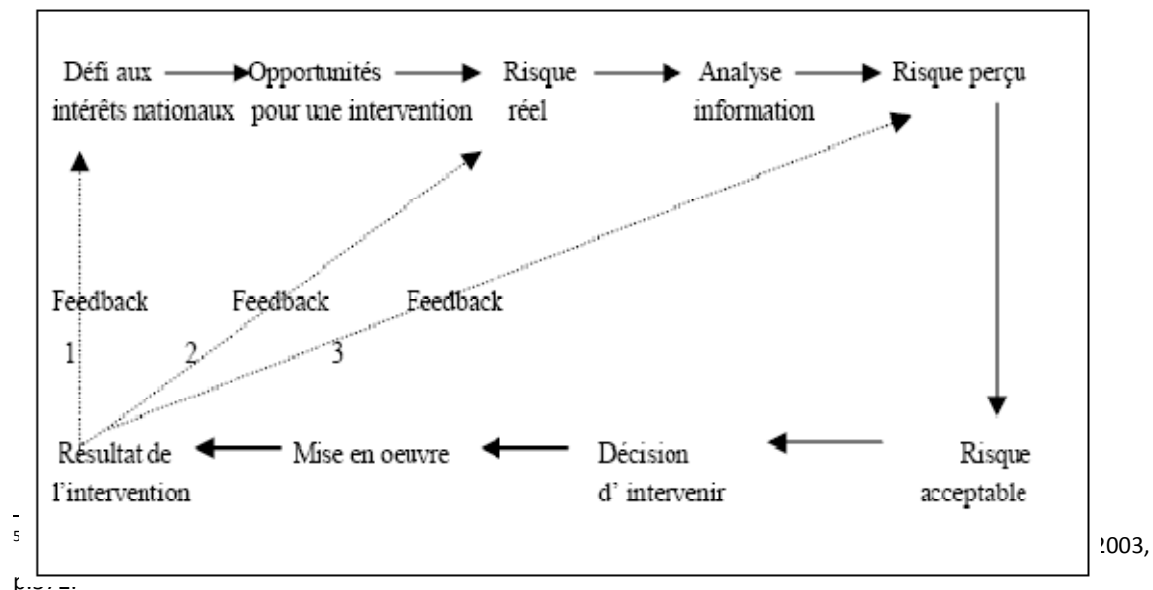 Défi aux Opportunités Risque Analyse Risque perçu
intérêts nationaux pour une intervention réel information
Feedback Feedback Feedback
1 2 3
Résultat de Mise en oeuvre Décision Risque
l'intervention d' intervenir acceptable
5
2003,